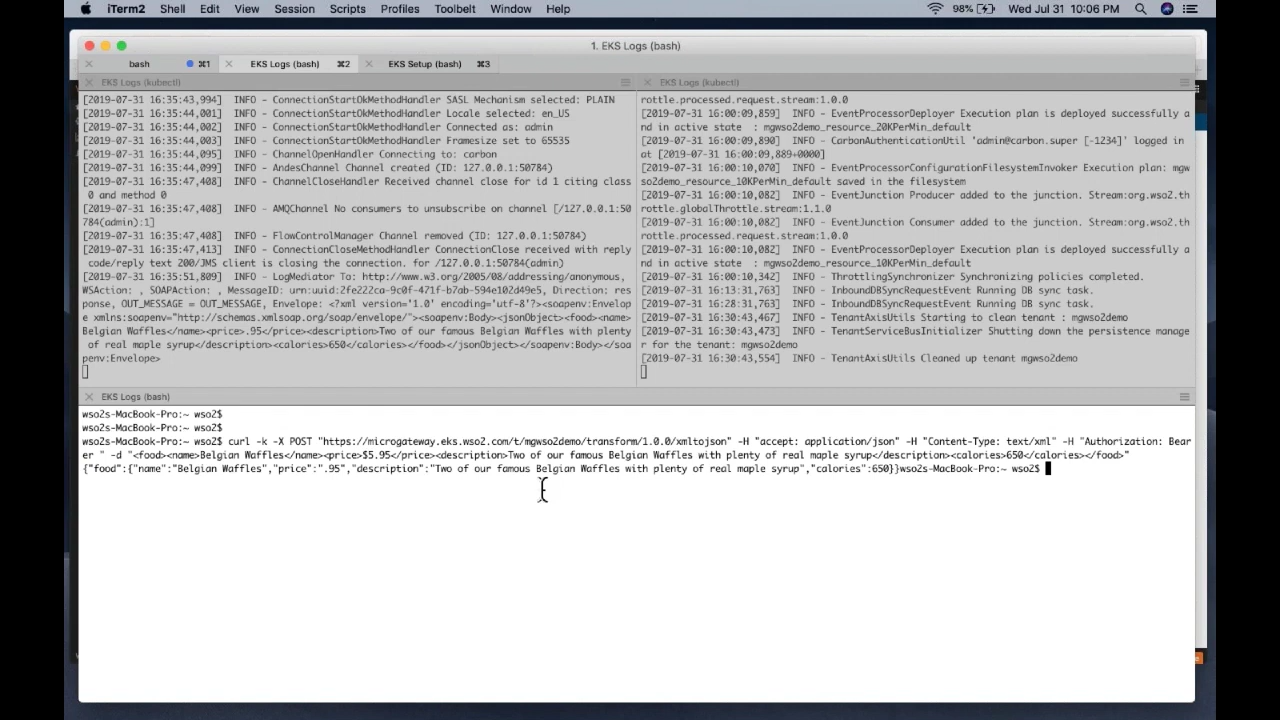 iTerm2 Shell Edit View Session Scripts Profiles Toolbelt Window Help 98% Wed Jul 31 10:06 PM
1. EKS Logs (bash)
bash ⌘1 EKS Logs (bash) ⌘2 EKS Setup (bash) ⌘3
EKS Logs (kubectl)
[2019-07-31 16:35:43,994] INFO - ConnectionStartOkMethodHandler SASL Mechanism selected: PLAIN
[2019-07-31 16:35:44,001] INFO - ConnectionStartOkMethodHandler Locale selected: en_US
[2019-07-31 16:35:44,002] INFO - ConnectionStartOkMethodHandler Connected as: admin
[2019-07-31 16:35:44,003] INFO - ConnectionStartOkMethodHandler Framesize set to 65535
[2019-07-31 16:35:44,095] INFO - ChannelOpenHandler Connecting to: carbon
[2019-07-31 16:35:44,099] INFO - AndesChannel Channel created (ID: 127.0.0.1:50784)
[2019-07-31 16:35:47,408] INFO - ChannelCloseHandler Received channel close for id 1 citing class
0 and method 0
[2019-07-31 16:35:47,408] INFO - AMQChannel No consumers to unsubscribe on channel [/127.0.0.1:50
784(admin):1]
[2019-07-31 16:35:47,408] INFO - FlowControlManager Channel removed (ID: 127.0.0.1:50784)
[2019-07-31 16:35:47,413] INFO - ConnectionCloseMethodHandler ConnectionClose received with reply
code/reply text 200/JMS client is closing the connection. for /127.0.0.1:50784(admin)
[2019-07-31 16:35:51,809] INFO - LogMediator To: http://www.w3.org/2005/08/addressing/anonymous,
WSAction: , SOAPAction: , MessageID: urn:uuid:2fe222ca-9c0f-471f-b7ab-594e102d49e5, Direction: res
ponse, OUT_MESSAGE = OUT_MESSAGE, Envelope: <?xml version='1.0' encoding='utf-8'?><soapenv:Envelop
e xmlns:soapenv="http://schemas.xmlsoap.org/soap/envelope/"><soapenv:Body><jsonObject><food><name>
Belgian Waffles</name><price>.95</price><description>Two of our famous Belgian Waffles with plenty
of real maple syrup</description><calories>650</calories></food></jsonObject></soapenv:Body></so
apenv:Envelope>
EKS Logs (kubectl)
rottle.processed.request.stream:1.0.0
[2019-07-31 16:00:09,859] INFO - EventProcessorDeployer Execution plan is deployed successfully a
nd in active state : mgwso2demo_resource_20KPerMin_default
[2019-07-31 16:00:09,890] INFO - CarbonAuthenticationUtil 'admin@carbon.super [-1234]' logged in
at [2019-07-31 16:00:09,889+0000]
[2019-07-31 16:00:10,070] INFO - EventProcessorConfigurationFilesystemInvoker Execution plan: mgw
so2demo_resource_10KPerMin_default saved in the filesystem
[2019-07-31 16:00:10,082] INFO - EventJunction Producer added to the junction. Stream:org.wso2.th
rottle.globalThrottle.stream:1.1.0
[2019-07-31 16:00:10,082] INFO - EventJunction Consumer added to the junction. Stream:org.wso2.th
rottle.processed.request.stream:1.0.0
[2019-07-31 16:00:10,082] INFO - EventProcessorDeployer Execution plan is deployed successfully a
nd in active state : mgwso2demo_resource_10KPerMin_default
[2019-07-31 16:00:10,342] INFO - ThrottlingSynchronizer Synchronizing policies completed.
[2019-07-31 16:13:31,763] INFO - InboundDBSyncRequestEvent Running DB sync task.
[2019-07-31 16:28:31,763] INFO - InboundDBSyncRequestEvent Running DB sync task.
[2019-07-31 16:30:43,467] INFO - TenantAxisUtils Starting to clean tenant : mgwso2demo
[2019-07-31 16:30:43,473] INFO - TenantServiceBusInitializer Shutting down the persistence manage
r for the tenant: mgwso2demo
[2019-07-31 16:30:43,554] INFO - TenantAxisUtils Cleaned up tenant mgwso2demo
EKS Logs (bash)
wso2s-MacBook-Pro:~ wso2$
wso2s-MacBook-Pro:~ wso2$
wso2s-MacBook-Pro:~ wso2$ curl -k -X POST "https://microgateway.eks.wso2.com/t/mgwso2demo/transform/1.0.0/xmltojson" -H "accept: application/json" -H "Content-Type: text/xml" -H "Authorization: Bear
er " -d "<food><name>Belgian Waffles</name><price>$5.95</price><description>Two of our famous Belgian Waffles with plenty of real maple syrup</description><calories>650</calories></food>"
{"food":{"name":"Belgian Waffles","price":".95","description":"Two of our famous Belgian Waffles with plenty of real maple syrup","calories":650}}wso2s-MacBook-Pro:~ wso2$